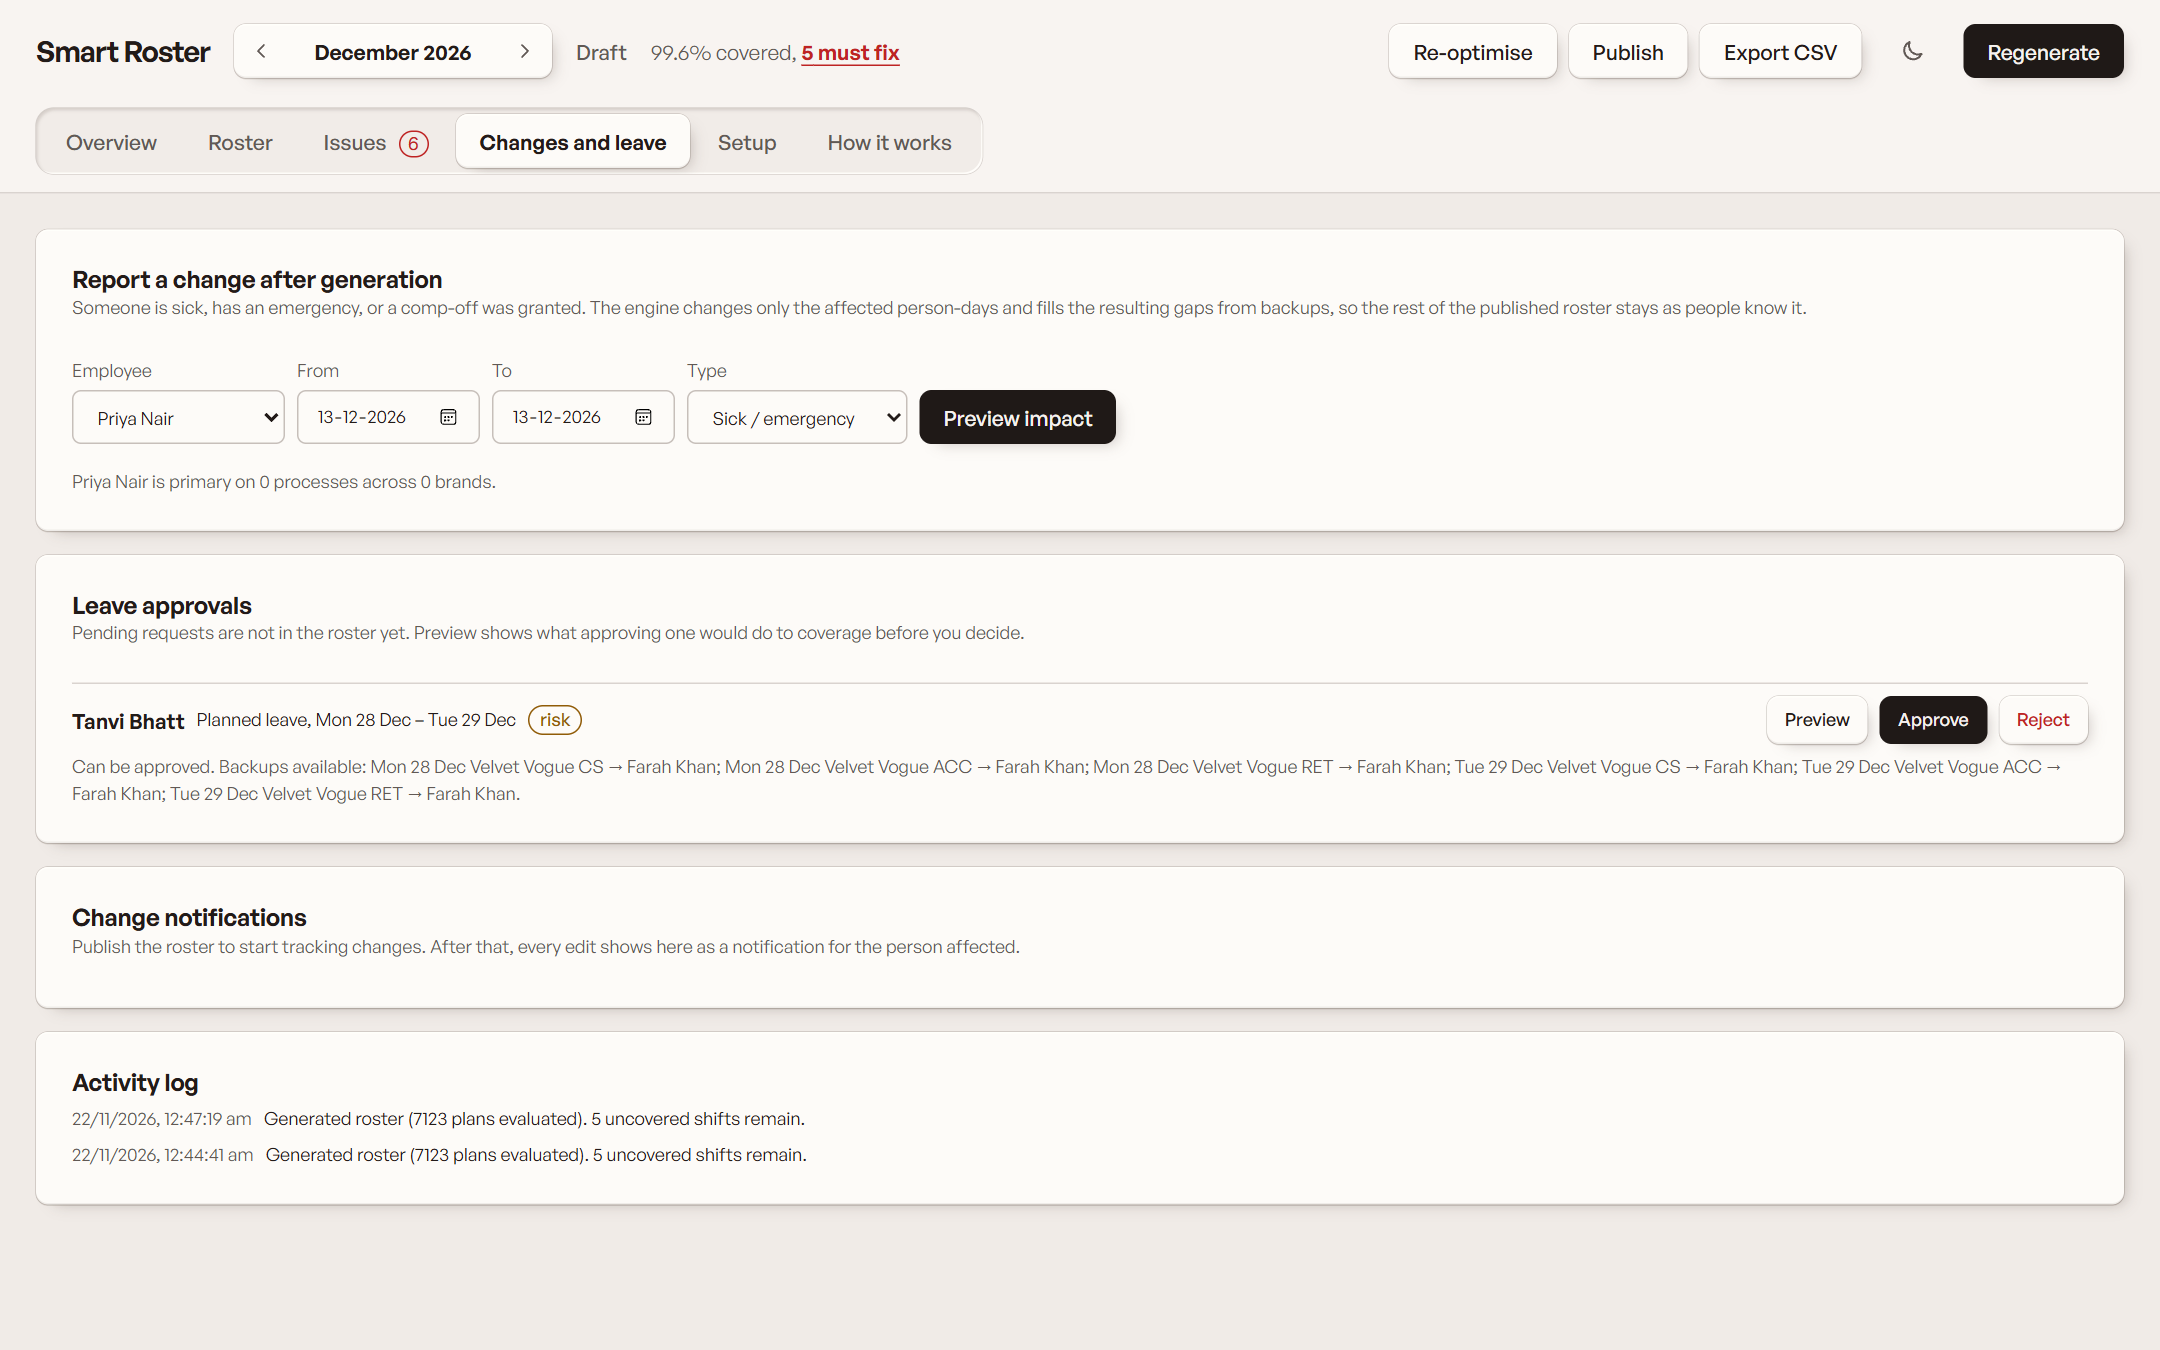 Smart Roster
December 2026
Draft 99.6% covered, 5 must fix
Re-optimise
Publish
Export CSV
Regenerate
Overview
Roster
Issues 6
Changes and leave
Setup
How it works
Report a change after generation
Someone is sick, has an emergency, or a comp-off was granted. The engine changes only the affected person-days and fills the resulting gaps from backups, so the rest of the published roster stays as people know it.
Employee
From
To
Type
Priya Nair
13-12-2026
13-12-2026
Sick / emergency
Preview impact
Priya Nair is primary on 0 processes across 0 brands.
Leave approvals
Pending requests are not in the roster yet. Preview shows what approving one would do to coverage before you decide.
Tanvi Bhatt Planned leave, Mon 28 Dec – Tue 29 Dec risk
Preview
Approve
Reject
Can be approved. Backups available: Mon 28 Dec Velvet Vogue CS → Farah Khan; Mon 28 Dec Velvet Vogue ACC → Farah Khan; Mon 28 Dec Velvet Vogue RET → Farah Khan; Tue 29 Dec Velvet Vogue CS → Farah Khan; Tue 29 Dec Velvet Vogue ACC →
Farah Khan; Tue 29 Dec Velvet Vogue RET → Farah Khan.
Change notifications
Publish the roster to start tracking changes. After that, every edit shows here as a notification for the person affected.
Activity log
22/11/2026, 12:47:19 am Generated roster (7123 plans evaluated). 5 uncovered shifts remain.
22/11/2026, 12:44:41 am Generated roster (7123 plans evaluated). 5 uncovered shifts remain.